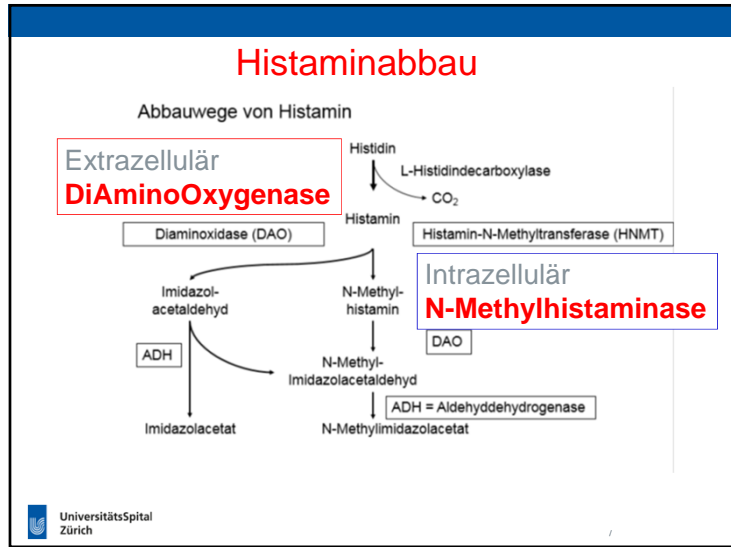 Histaminabbau
Abbauwege von Histamin
Extrazellulär
DiAminoOxygenase
Histidin
L-Histidindecarboxylase
CO₂
Histamin
Diaminoxidase (DAO)
Histamin-N-Methyltransferase (HNMT)
Intrazellulär
N-Methylhistaminase
Imidazol-
acetaldehyd
N-Methyl-
histamin
DAO
ADH
N-Methyl-
Imidazolacetaldehyd
ADH = Aldehyddehydrogenase
Imidazolacetat
N-Methylimidazolacetat
UniversitätsSpital
Zürich
/